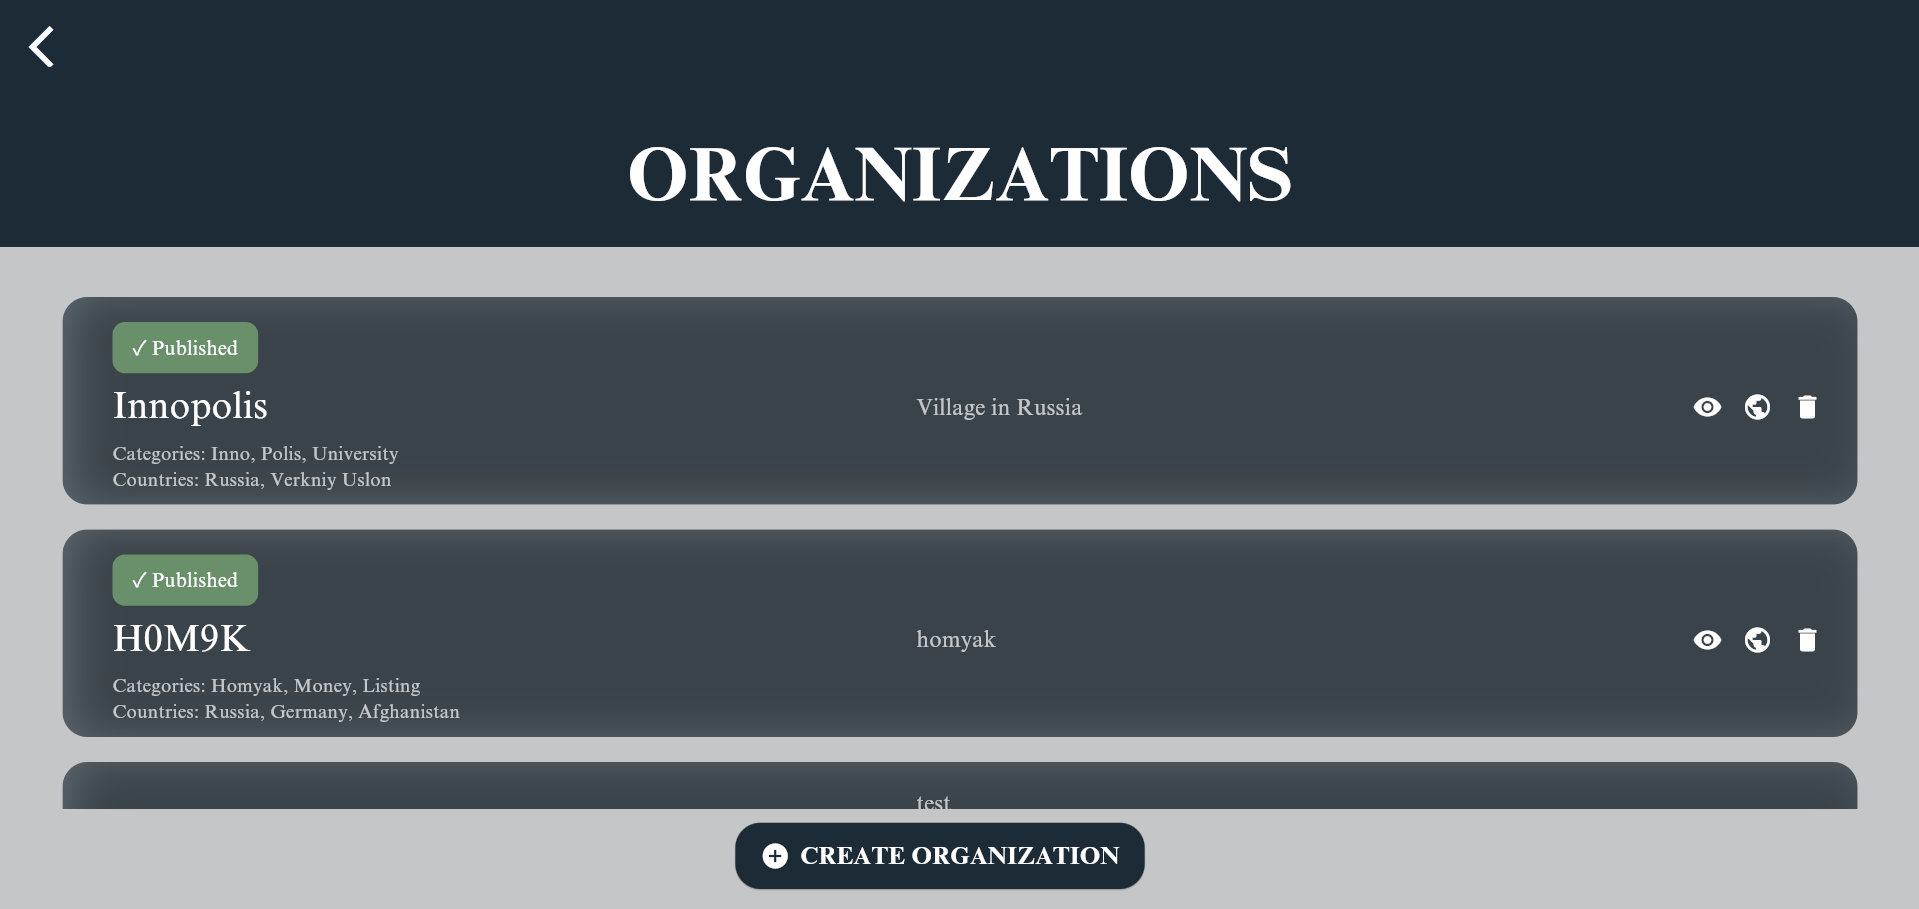 ORGANIZATIONS
✓ Published
Innopolis
Village in Russia
Categories: Inno, Polis, University
Countries: Russia, Verkniy Uslon
✓ Published
H0M9K
homyak
Categories: Homyak, Money, Listing
Countries: Russia, Germany, Afghanistan
test
CREATE ORGANIZATION